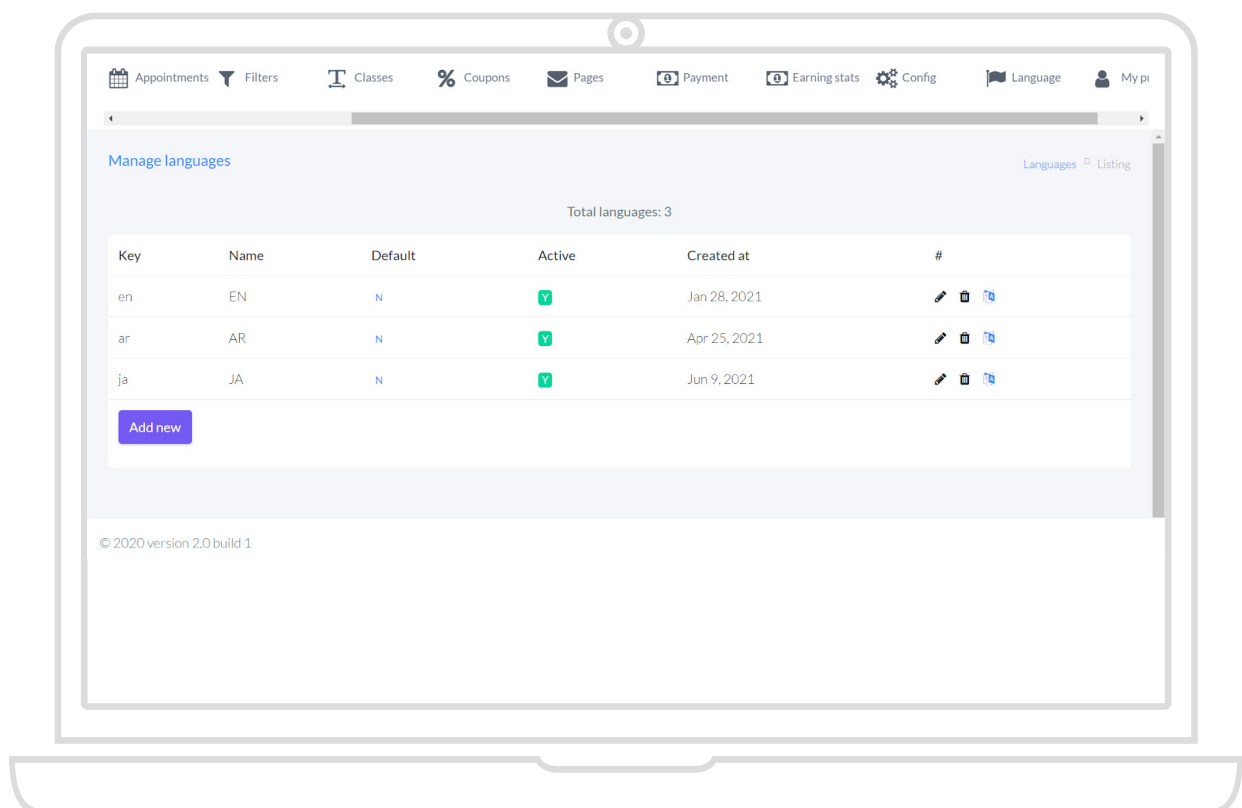 Appointments Filters Classes Coupons Pages Payment Earning stats Config Language My
Manage languages
Languages Listing
Total languages: 3
Key Name Default Active Created at #
en EN N Y Jan 28, 2021
ar AR N Y Apr 25, 2021
ja JA N Y Jun 9, 2021
Add new
© 2020 version 2.0 build 1